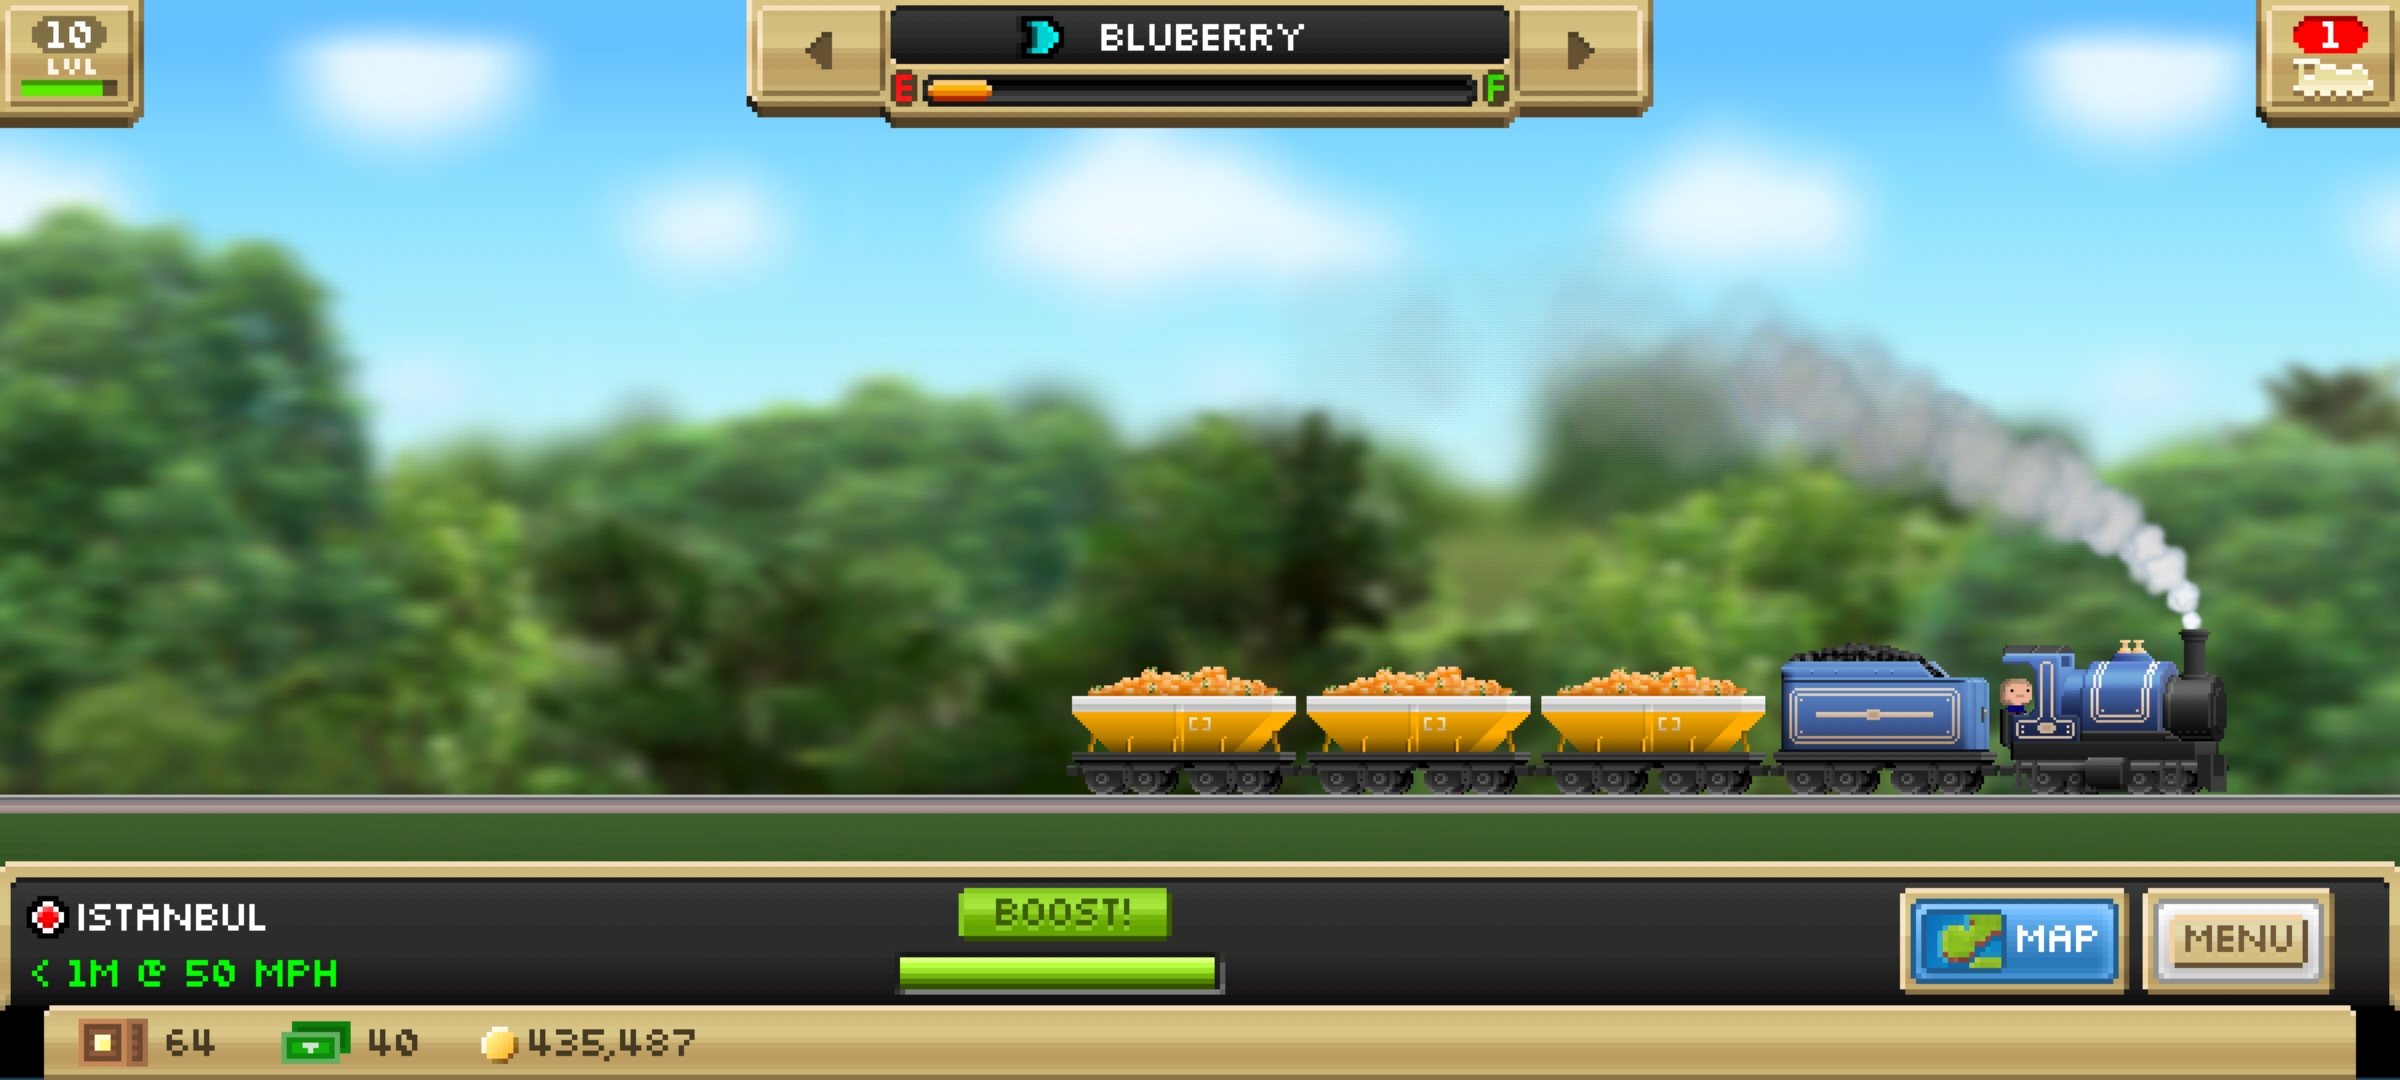 10
LVL
BLUBERRY
E F
1
ISTANBUL
< 1M @ 50 MPH
BOOST!
MAP
MENU
64
40
435,487